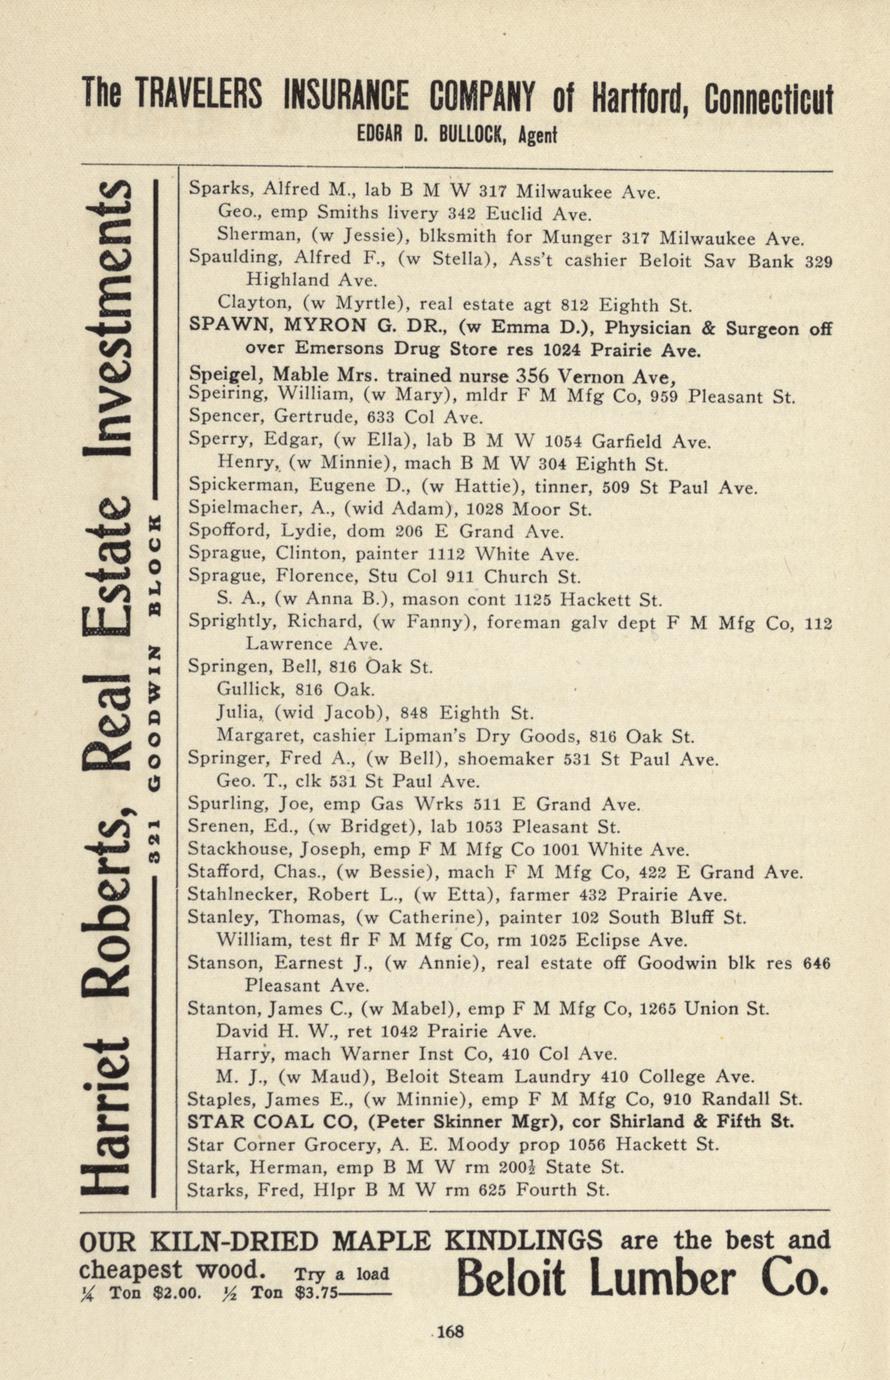 The TRAVELERS INSURANCE COMPANY of Hartford, Connecticut
EDGAR D. BULLOCK, Agent
Harriet Roberts, Real Estate Investments
321 GOODWIN BLOCK
Sparks, Alfred M., lab B M W 317 Milwaukee Ave.
Geo., emp Smiths livery 342 Euclid Ave.
Sherman, (w Jessie), blksmith for Munger 317 Milwaukee Ave.
Spaulding, Alfred F., (w Stella), Ass't cashier Beloit Sav Bank 329
Highland Ave.
Clayton, (w Myrtle), real estate agt 812 Eighth St.
SPAWN, MYRON G. DR., (w Emma D.), Physician & Surgeon off
over Emersons Drug Store res 1024 Prairie Ave.
Speigel, Mable Mrs. trained nurse 356 Vernon Ave,
Speiring, William, (w Mary), mldr F M Mfg Co, 959 Pleasant St.
Spencer, Gertrude, 633 Col Ave.
Sperry, Edgar, (w Ella), lab B M W 1054 Garfield Ave.
Henry, (w Minnie), mach B M W 304 Eighth St.
Spickerman, Eugene D., (w Hattie), tinner, 509 St Paul Ave.
Spielmacher, A., (wid Adam), 1028 Moor St.
Spofford, Lydie, dom 206 E Grand Ave.
Sprague, Clinton, painter 1112 White Ave.
Sprague, Florence, Stu Col 911 Church St.
S. A., (w Anna B.), mason cont 1125 Hackett St.
Sprightly, Richard, (w Fanny), foreman galv dept F M Mfg Co, 112
Lawrence Ave.
Springen, Bell, 816 Oak St.
Gullick, 816 Oak.
Julia, (wid Jacob), 848 Eighth St.
Margaret, cashier Lipman's Dry Goods, 816 Oak St.
Springer, Fred A., (w Bell), shoemaker 531 St Paul Ave.
Geo. T., clk 531 St Paul Ave.
Spurling, Joe, emp Gas Wrks 511 E Grand Ave.
Srenen, Ed., (w Bridget), lab 1053 Pleasant St.
Stackhouse, Joseph, emp F M Mfg Co 1001 White Ave.
Stafford, Chas., (w Bessie), mach F M Mfg Co, 422 E Grand Ave.
Stahlnecker, Robert L., (w Etta), farmer 432 Prairie Ave.
Stanley, Thomas, (w Catherine), painter 102 South Bluff St.
William, test flr F M Mfg Co, rm 1025 Eclipse Ave.
Stanson, Earnest J., (w Annie), real estate off Goodwin blk res 646
Pleasant Ave.
Stanton, James C., (w Mabel), emp F M Mfg Co, 1265 Union St.
David H. W., ret 1042 Prairie Ave.
Harry, mach Warner Inst Co, 410 Col Ave.
M. J., (w Maud), Beloit Steam Laundry 410 College Ave.
Staples, James E., (w Minnie), emp F M Mfg Co, 910 Randall St.
STAR COAL CO, (Peter Skinner Mgr), cor Shirland & Fifth St.
Star Corner Grocery, A. E. Moody prop 1056 Hackett St.
Stark, Herman, emp B M W rm 200½ State St.
Starks, Fred, Hlpr B M W rm 625 Fourth St.
OUR KILN-DRIED MAPLE KINDLINGS are the best and
cheapest wood. Try a load
¼ Ton $2.00. ½ Ton $3.75——
Beloit Lumber Co.
168